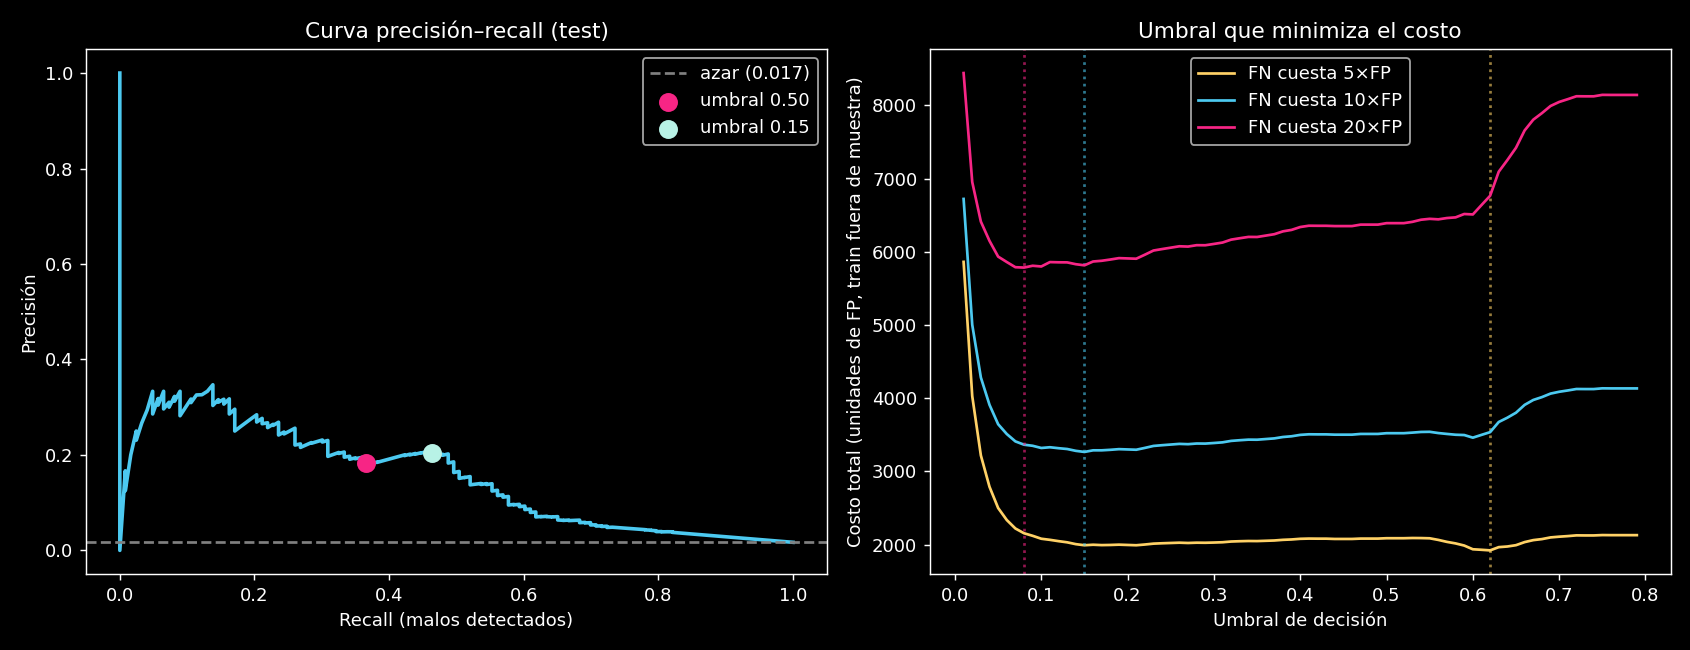 Curva precisión–recall (test)
Precisión
1.0
0.8
0.6
0.4
0.2
0.0
azar (0.017)
umbral 0.50
umbral 0.15
0.0 0.2 0.4 0.6 0.8 1.0
Recall (malos detectados)
Umbral que minimiza el costo
Costo total (unidades de FP, train fuera de muestra)
8000
7000
6000
5000
4000
3000
2000
FN cuesta 5×FP
FN cuesta 10×FP
FN cuesta 20×FP
0.0 0.1 0.2 0.3 0.4 0.5 0.6 0.7 0.8
Umbral de decisión